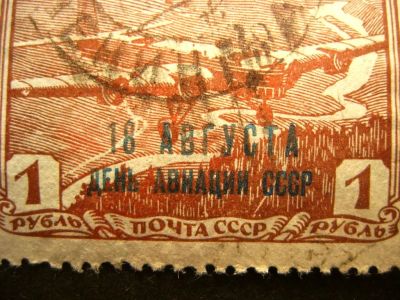 18 АВГУСТА
ДЕНЬ АВИАЦИИ СССР
1 1
РУБЛЬ ПОЧТА СССР РУБЛЬ